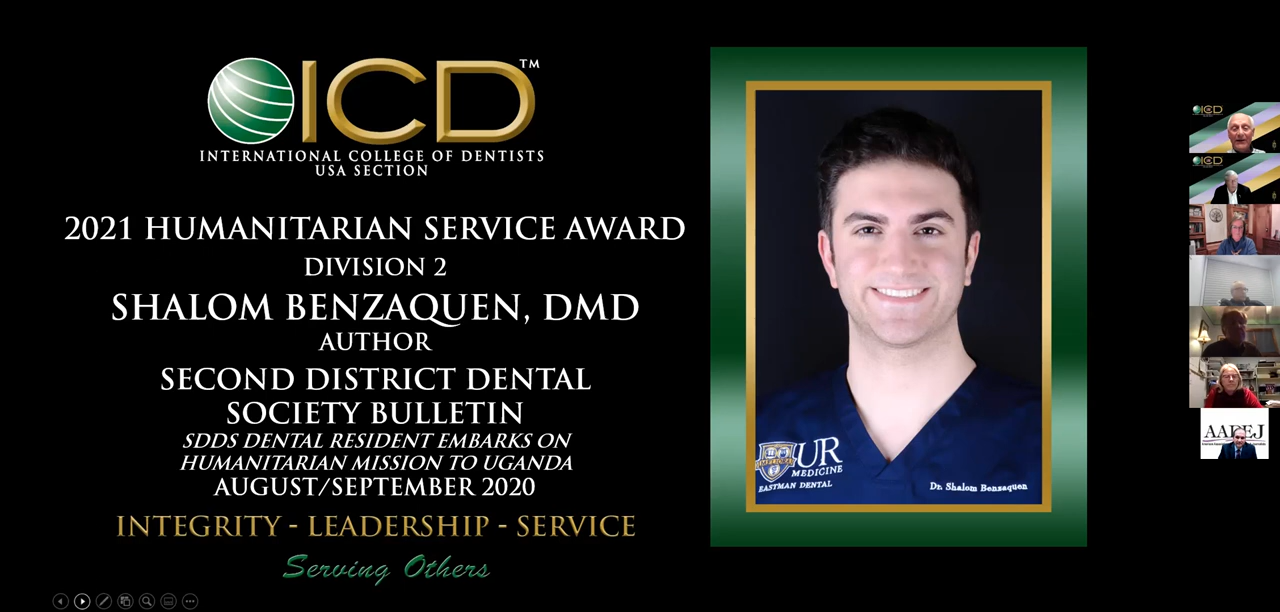 ICD™
INTERNATIONAL COLLEGE OF DENTISTS
USA SECTION
2021 HUMANITARIAN SERVICE AWARD
DIVISION 2
SHALOM BENZAQUEN, DMD
AUTHOR
SECOND DISTRICT DENTAL
SOCIETY BULLETIN
SDDS DENTAL RESIDENT EMBARKS ON
HUMANITARIAN MISSION TO UGANDA
AUGUST/SEPTEMBER 2020
INTEGRITY - LEADERSHIP - SERVICE
Serving Others
MELIORA
UR
MEDICINE
EASTMAN DENTAL
Dr. Shalom Benzaquen
ICD
ICD
AADEJ